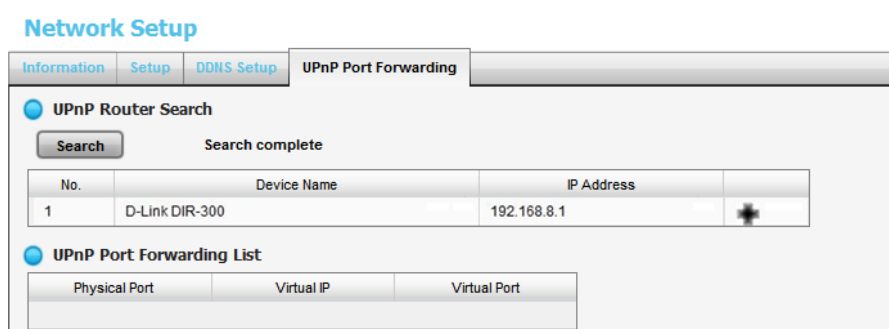 Network Setup
Information Setup DDNS Setup UPnP Port Forwarding
UPnP Router Search
Search Search complete
No. Device Name IP Address
1 D-Link DIR-300 192.168.8.1
UPnP Port Forwarding List
Physical Port Virtual IP Virtual Port